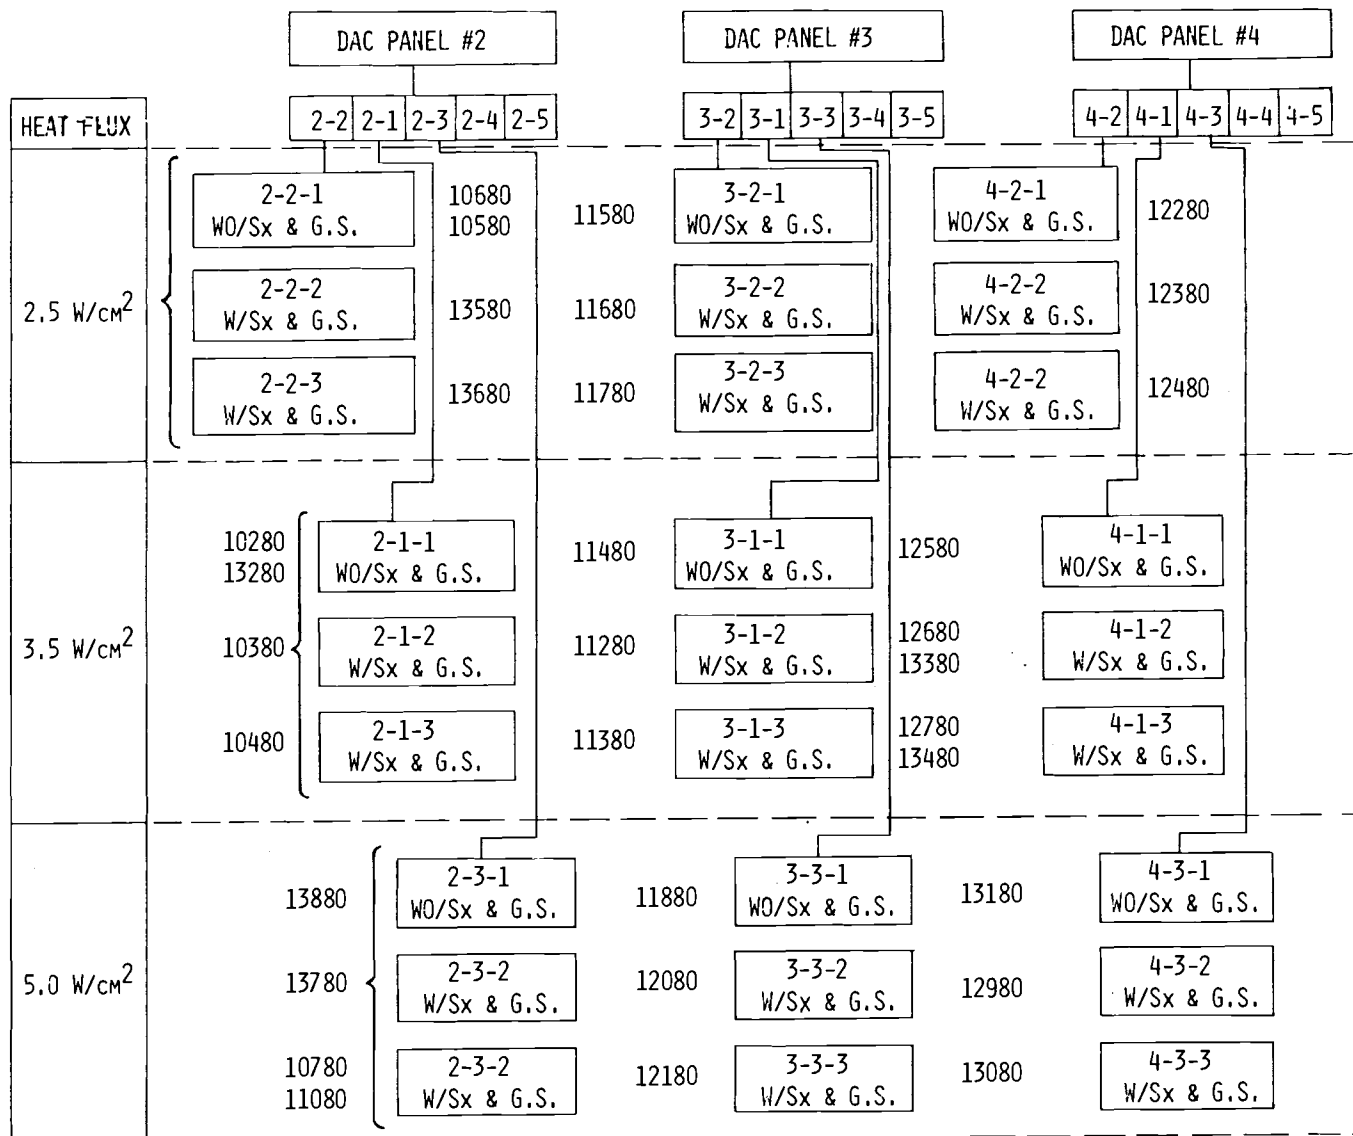 DAC PANEL #2 DAC PANEL #3 DAC PANEL #4
HEAT FLUX 2-2 2-1 2-3 2-4 2-5 3-2 3-1 3-3 3-4 3-5 4-2 4-1 4-3 4-4 4-5
2.5 W/CM²
2-2-1
WO/Sx & G.S.
10680
10580
11580
3-2-1
WO/Sx & G.S.
4-2-1
WO/Sx & G.S.
12280
2-2-2
W/Sx & G.S.
13580
11680
3-2-2
W/Sx & G.S.
4-2-2
W/Sx & G.S.
12380
2-2-3
W/Sx & G.S.
13680
11780
3-2-3
W/Sx & G.S.
4-2-2
W/Sx & G.S.
12480
3.5 W/CM²
10280
13280
2-1-1
WO/Sx & G.S.
11480
3-1-1
WO/Sx & G.S.
12580
4-1-1
WO/Sx & G.S.
10380
2-1-2
W/Sx & G.S.
11280
3-1-2
W/Sx & G.S.
12680
13380
4-1-2
W/Sx & G.S.
10480
2-1-3
W/Sx & G.S.
11380
3-1-3
W/Sx & G.S.
12780
13480
4-1-3
W/Sx & G.S.
5.0 W/CM²
13880
2-3-1
WO/Sx & G.S.
11880
3-3-1
WO/Sx & G.S.
13180
4-3-1
WO/Sx & G.S.
13780
2-3-2
W/Sx & G.S.
12080
3-3-2
W/Sx & G.S.
12980
4-3-2
W/Sx & G.S.
10780
11080
2-3-2
W/Sx & G.S.
12180
3-3-3
W/Sx & G.S.
13080
4-3-3
W/Sx & G.S.